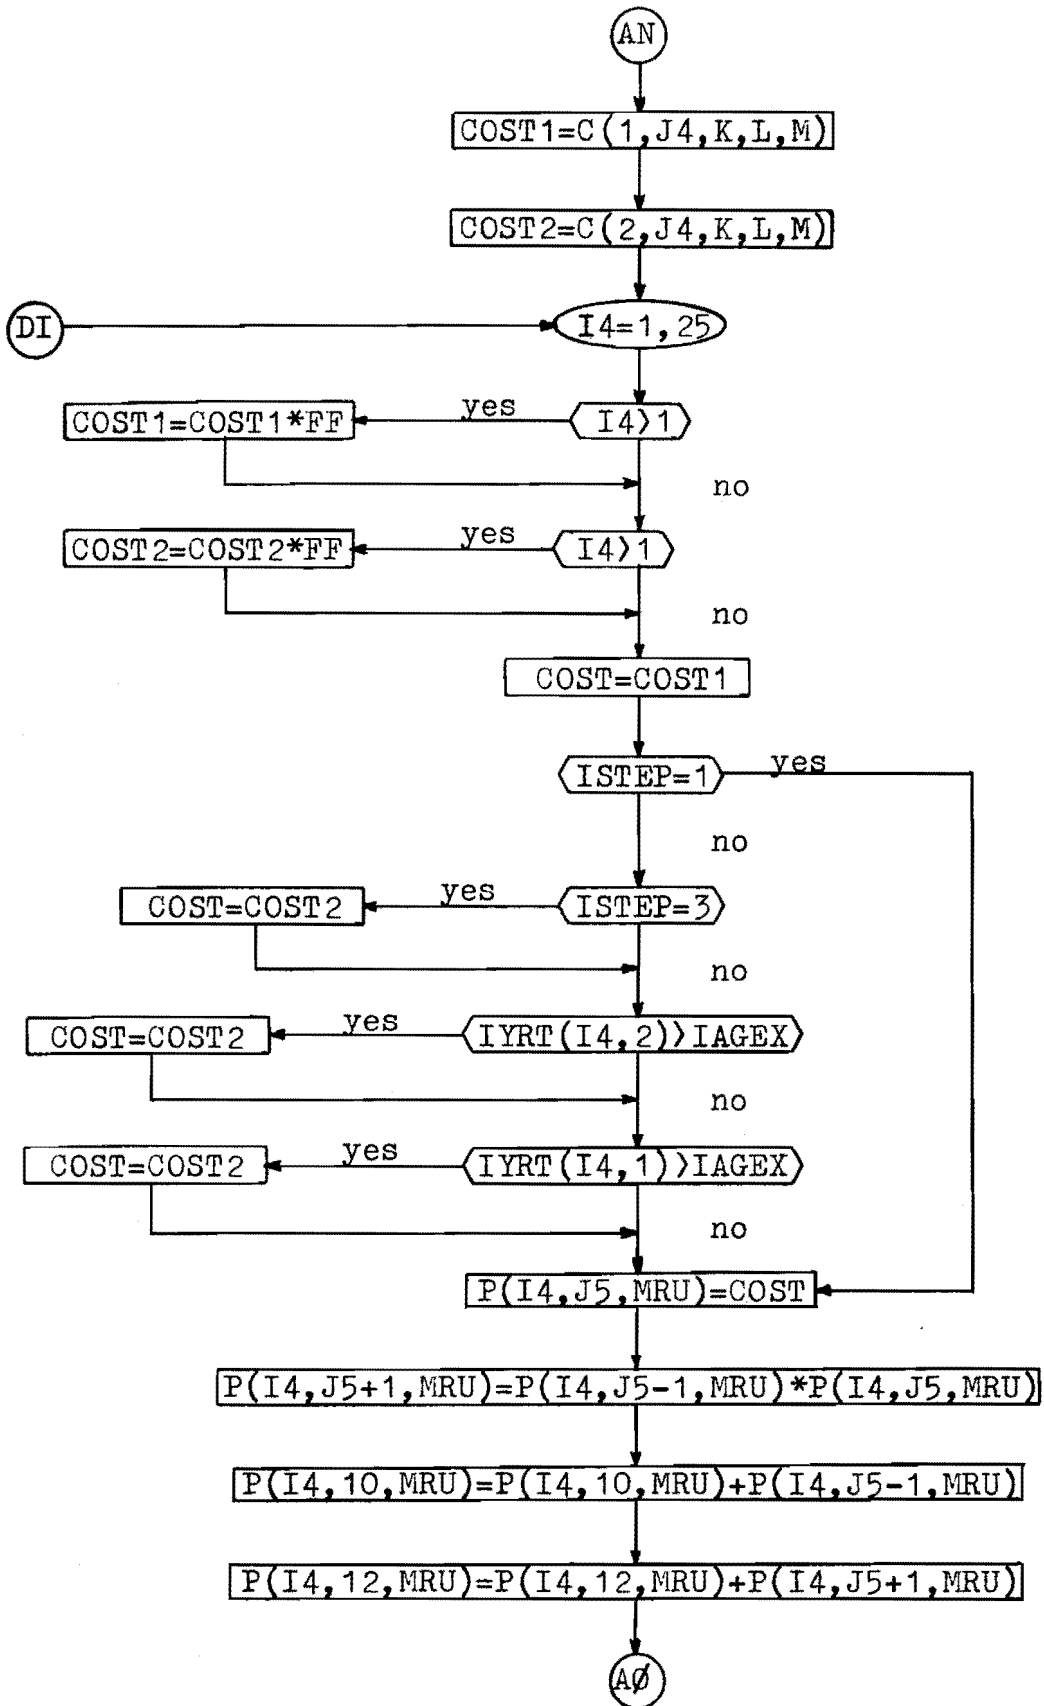 AN
COST1=C(1,J4,K,L,M)
COST2=C(2,J4,K,L,M)
DI
I4=1,25
COST1=COST1*FF
yes
I4>1
no
COST2=COST2*FF
yes
I4>1
no
COST=COST1
ISTEP=1
yes
no
COST=COST2
yes
ISTEP=3
no
COST=COST2
yes
IYRT(I4,2)>IAGEX
no
COST=COST2
yes
IYRT(I4,1)>IAGEX
no
P(I4,J5,MRU)=COST
P(I4,J5+1,MRU)=P(I4,J5-1,MRU)*P(I4,J5,MRU)
P(I4,10,MRU)=P(I4,10,MRU)+P(I4,J5-1,MRU)
P(I4,12,MRU)=P(I4,12,MRU)+P(I4,J5+1,MRU)
AØ